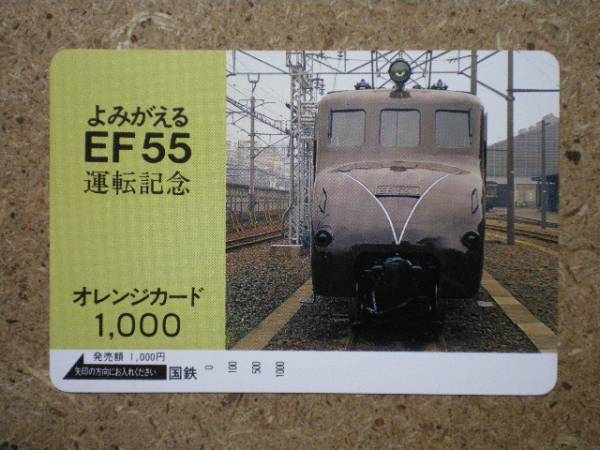 よみがえる
EF55
運転記念
オレンジカード
1,000
発売額 1,000円
矢印の方向にお入れください 国鉄 0 100 500 1000